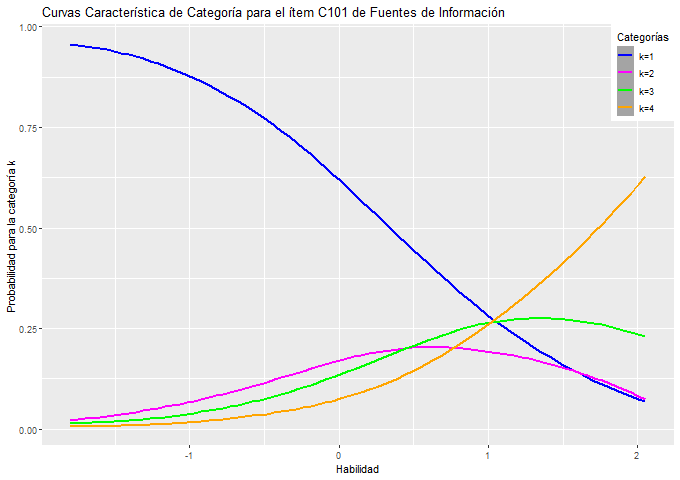 Curvas Característica de Categoría para el ítem C101 de Fuentes de Información
Categorías
k=1
k=2
k=3
k=4
Probabilidad para la categoría k
1.00
0.75
0.50
0.25
0.00
-1
0
1
2
Habilidad